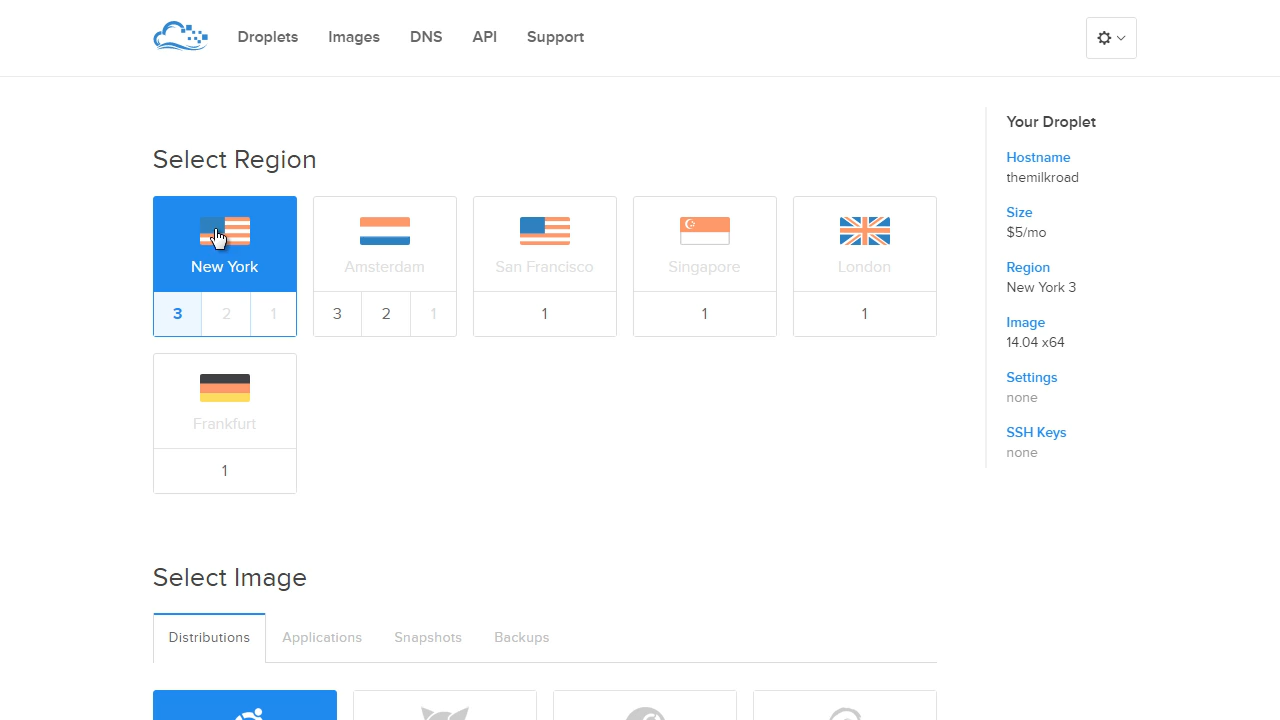 Droplets Images DNS API Support
Your Droplet
Select Region
Hostname
themilkroad
Size
$5/mo
Region
New York 3
Image
14.04 x64
Settings
none
SSH Keys
none
New York Amsterdam San Francisco Singapore London
3 2 1 3 2 1 1 1 1
Frankfurt
1
Select Image
Distributions Applications Snapshots Backups